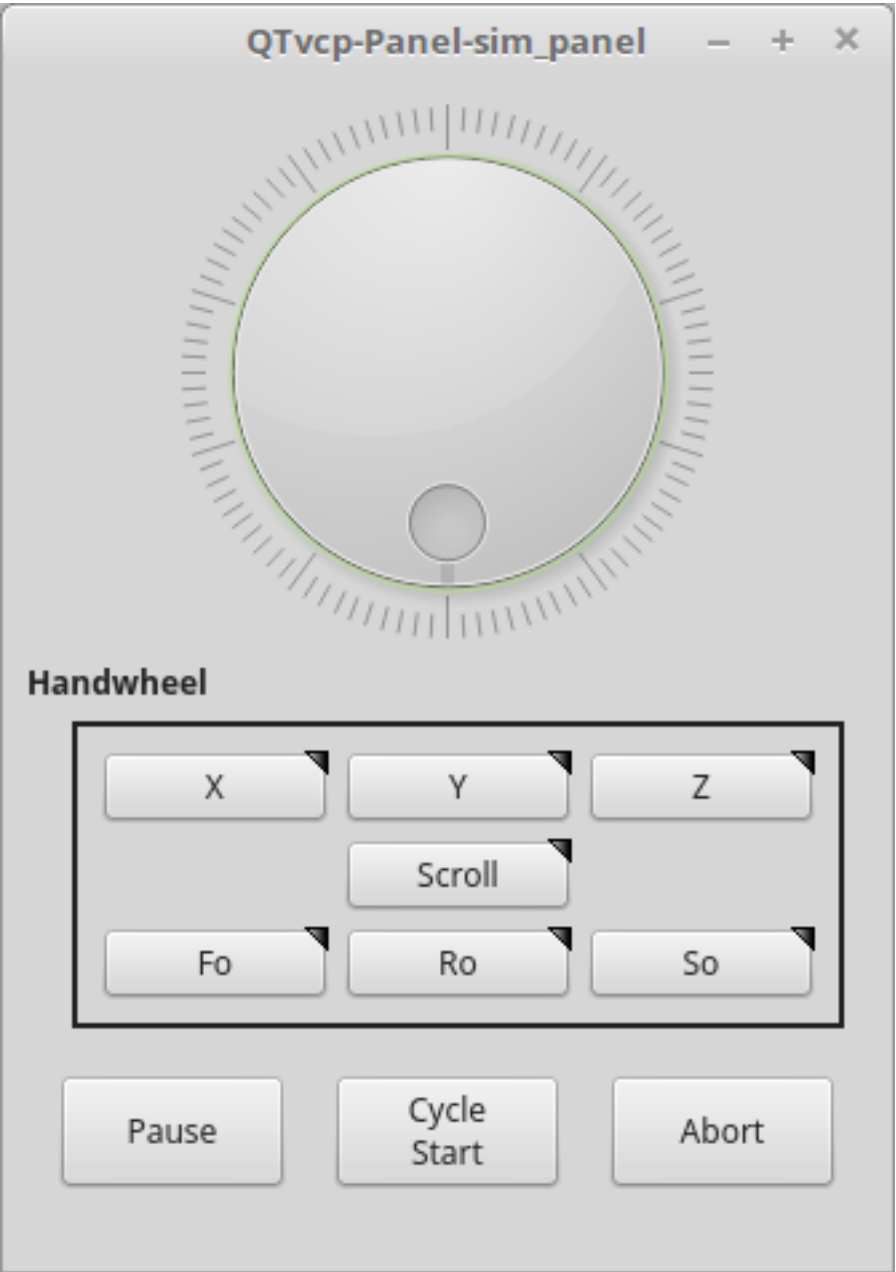 QTvcp-Panel-sim_panel
Handwheel
X Y Z
Scroll
Fo Ro So
Pause Cycle Start Abort